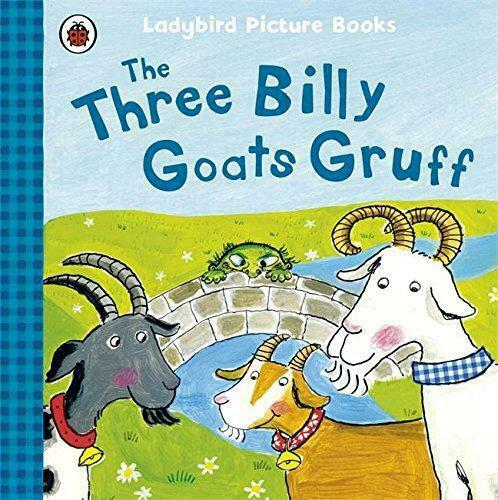 Ladybird Picture Books
The
Three Billy
Goats Gruff